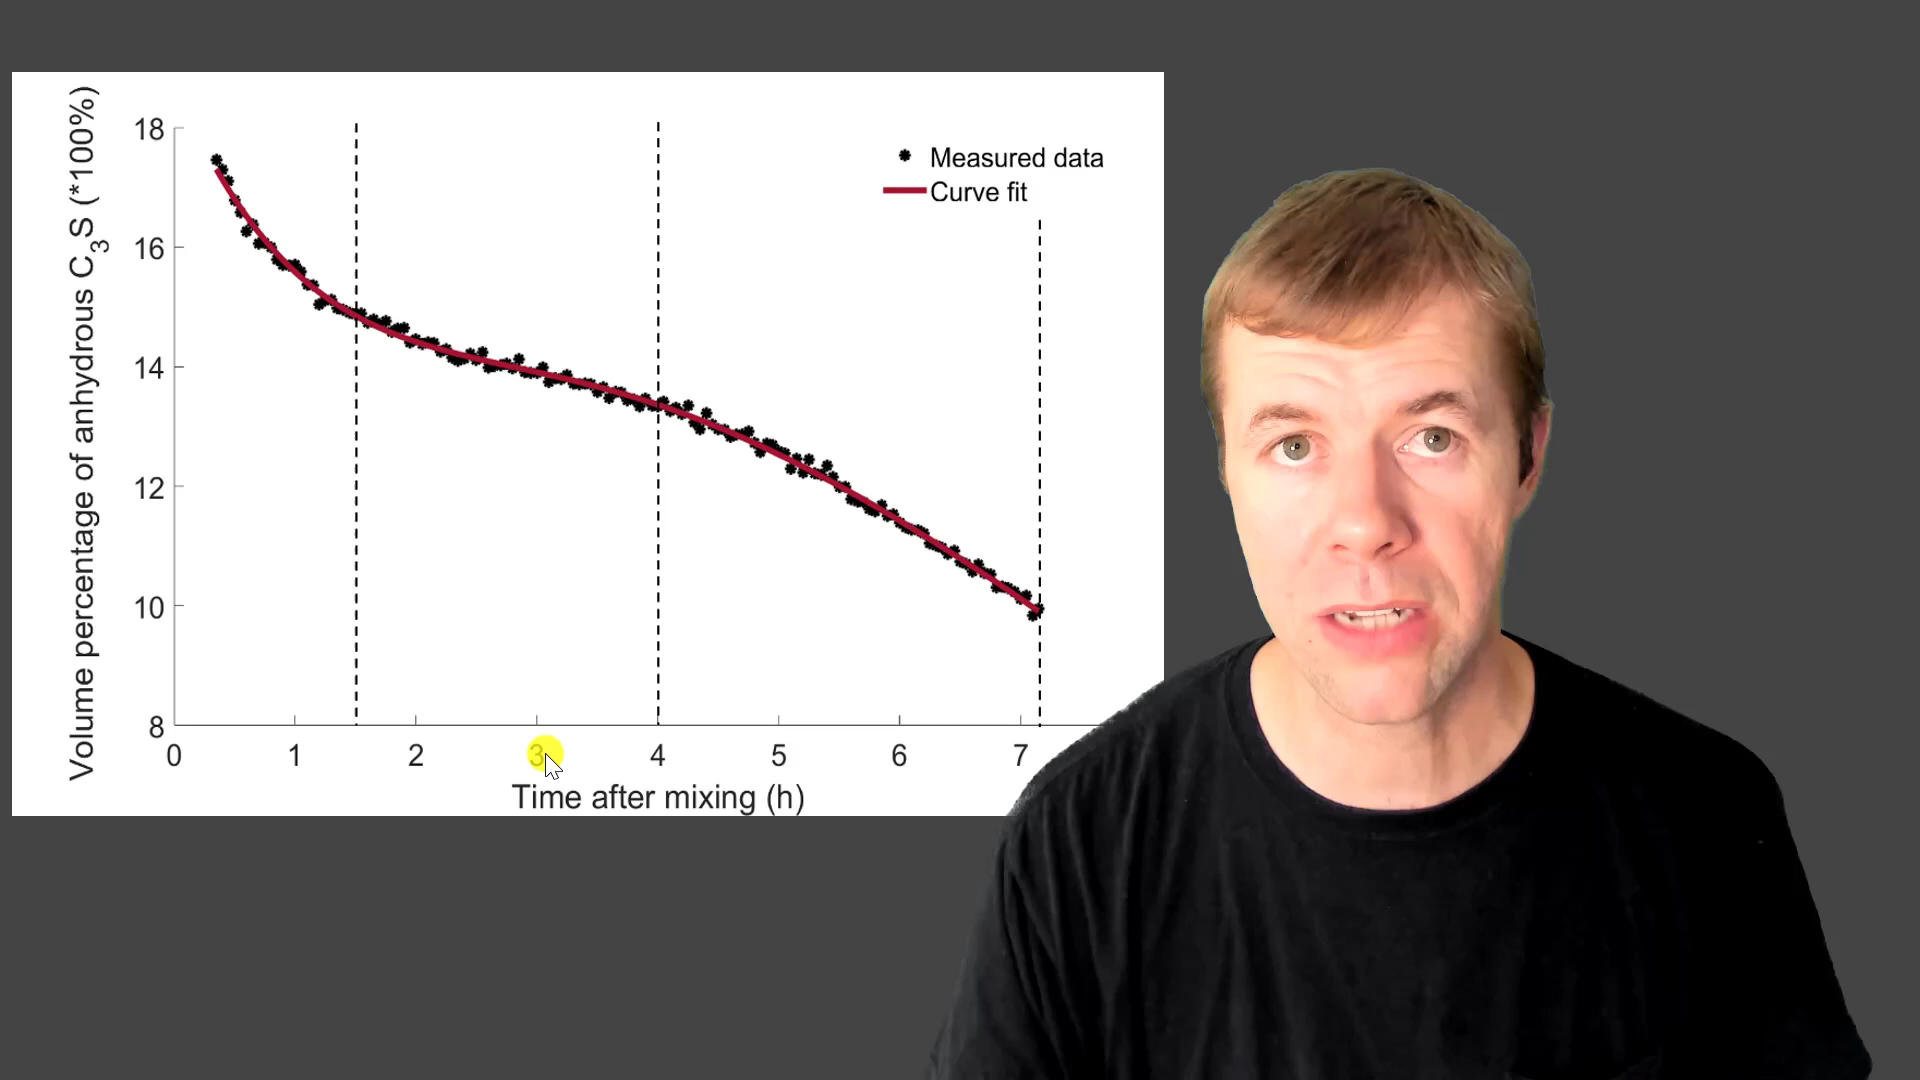 Volume percentage of anhydrous C3S (*100%)
18
16
14
12
10
8
0 1 2 3 4 5 6 7
Time after mixing (h)
Measured data
Curve fit